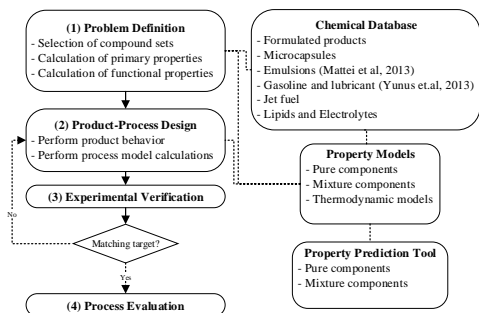 (1) Problem Definition
- Selection of compound sets
- Calculation of primary properties
- Calculation of functional properties
(2) Product-Process Design
- Perform product behavior
- Perform process model calculations
(3) Experimental Verification
No
Matching target?
Yes
(4) Process Evaluation
Chemical Database
- Formulated products
- Microcapsules
- Emulsions (Mattei et al, 2013)
- Gasoline and lubricant (Yunus et.al, 2013)
- Jet fuel
- Lipids and Electrolytes
Property Models
- Pure components
- Mixture components
- Thermodynamic models
Property Prediction Tool
- Pure components
- Mixture components